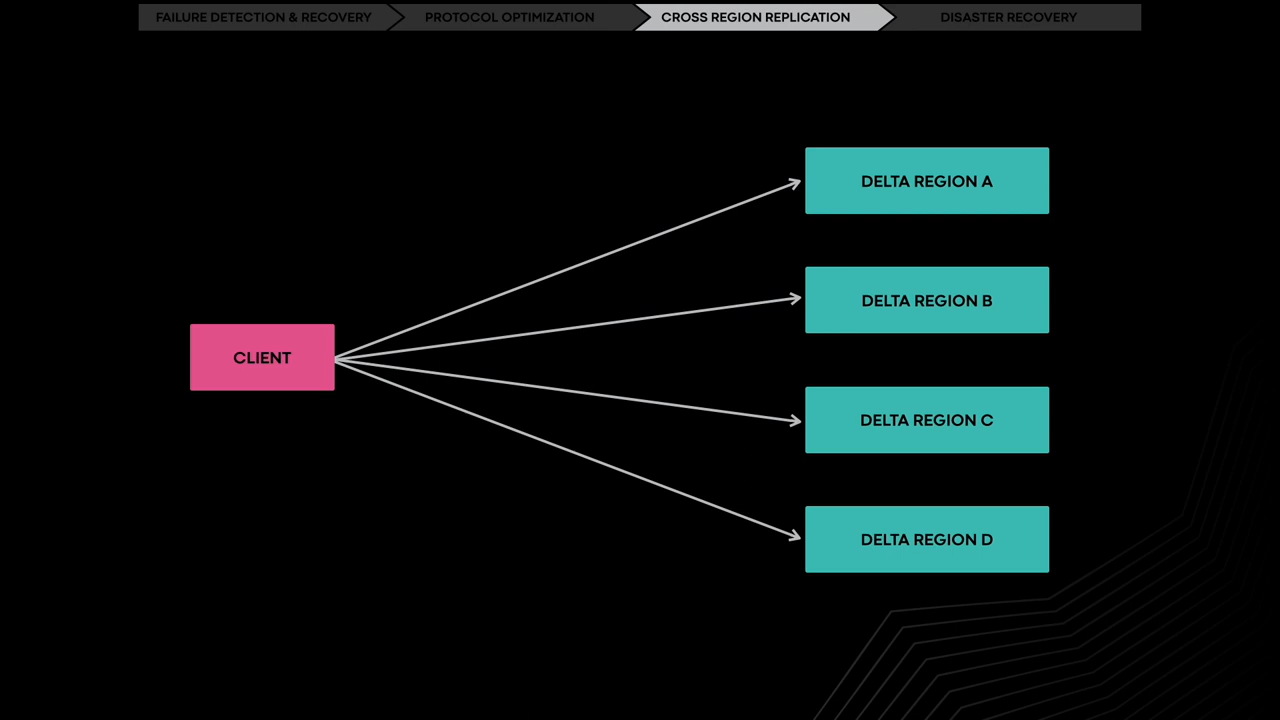 FAILURE DETECTION & RECOVERY
PROTOCOL OPTIMIZATION
CROSS REGION REPLICATION
DISASTER RECOVERY
DELTA REGION A
DELTA REGION B
CLIENT
DELTA REGION C
DELTA REGION D